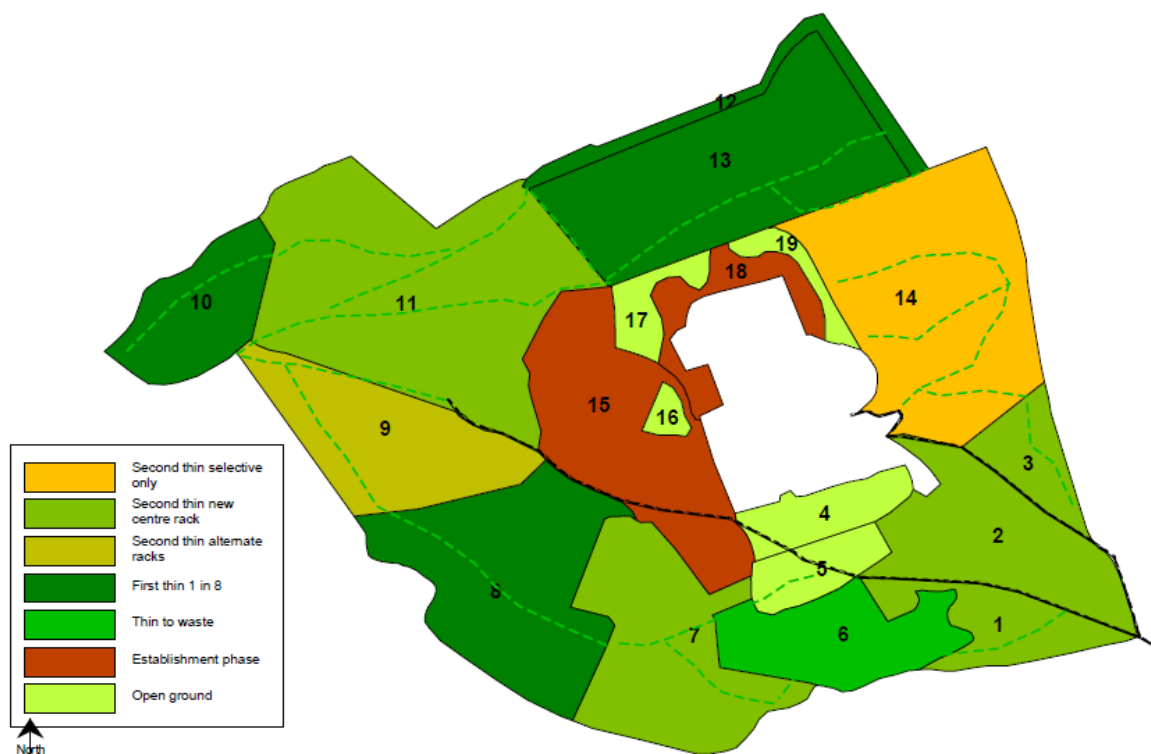 12
13
19
18
14
10
11
17
15
16
9
3
4
2
5
8
1
7
6
Second thin selective
only
Second thin new
centre rack
Second thin alternate
racks
First thin 1 in 8
Thin to waste
Establishment phase
Open ground
North